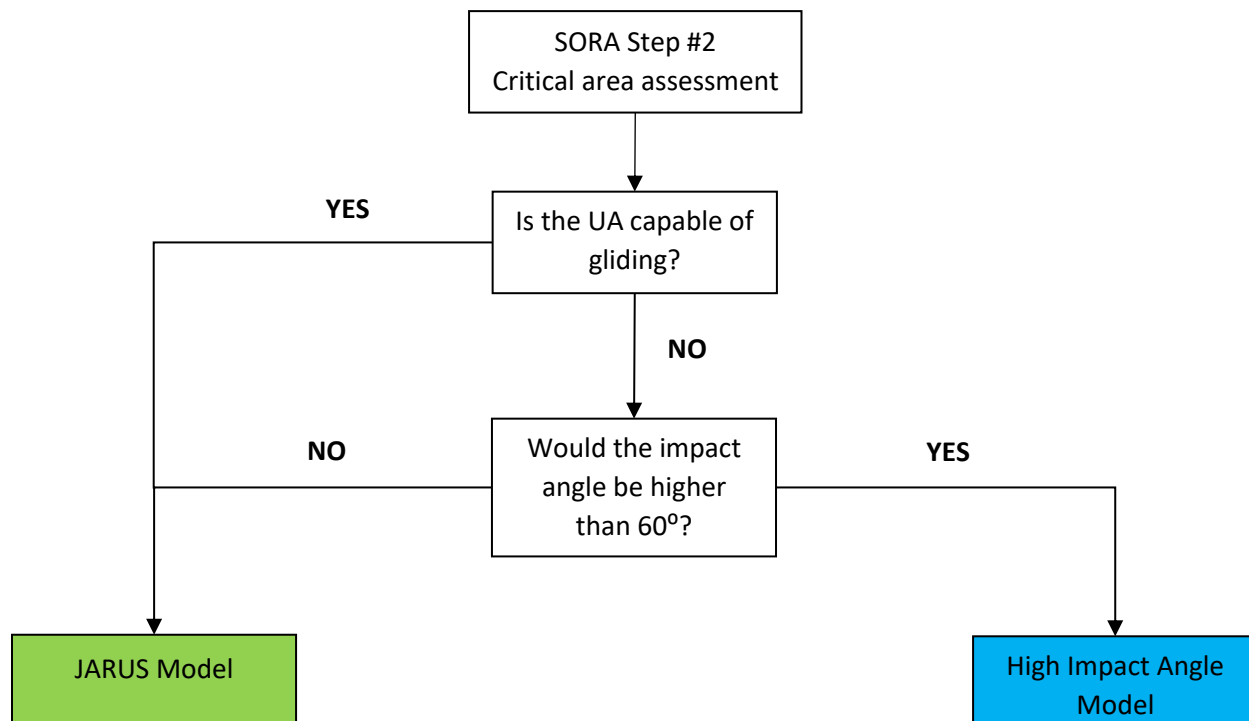 SORA Step #2
Critical area assessment
YES
Is the UA capable of
gliding?
NO
NO
Would the impact
angle be higher
than 60⁰?
YES
JARUS Model
High Impact Angle
Model